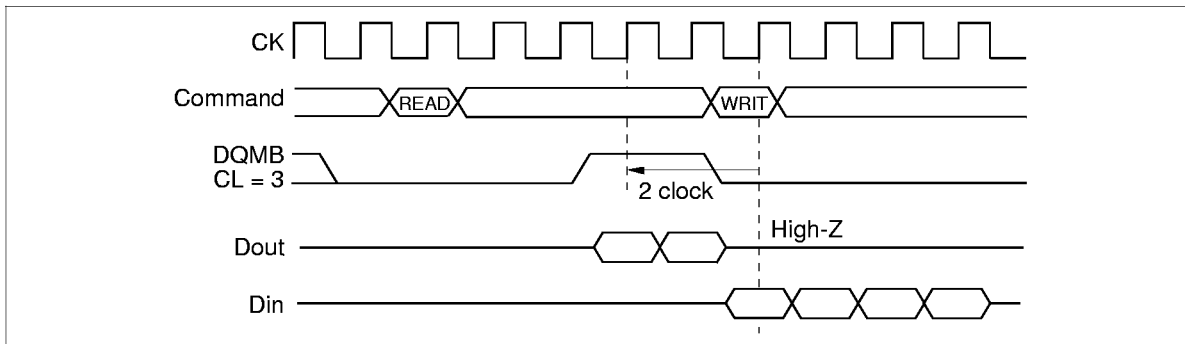 CK
Command READ WRIT
DQMB
CL = 3
2 clock
High-Z
Dout
Din